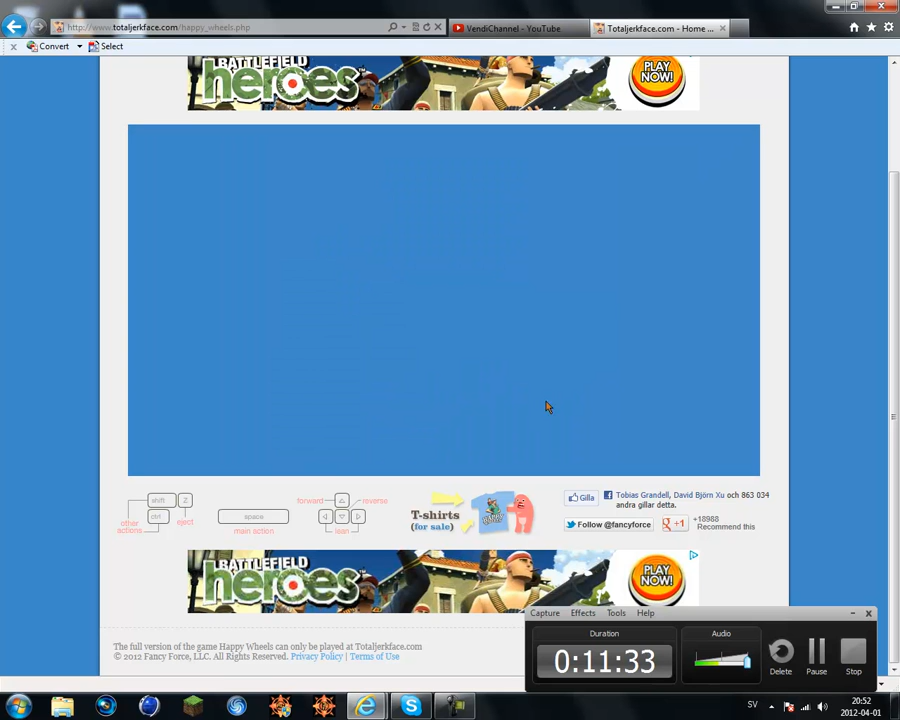 http://www.totaljerkface.com/happy_wheels.php
VendiChannel - YouTube
Totaljerkface.com - Home ...
Convert
Select
BATTLEFIELD
heroes
PLAY
NOW!
shift
Z
ctrl
other
actions
eject
space
main action
forward
reverse
lean
T-shirts
(for sale)
Gilla
Tobias Grandell, David Björn Xu och 863 034
andra gillar detta.
Follow @fancyforce
+1
+18988
Recommend this
heroes
PLAY
NOW!
The full version of the game Happy Wheels can only be played at Totaljerkface.com
© 2012 Fancy Force, LLC. All Rights Reserved. Privacy Policy | Terms of Use
Capture
Effects
Tools
Help
Duration
0:11:33
Audio
Delete
Pause
Stop
SV
20:52
2012-04-01